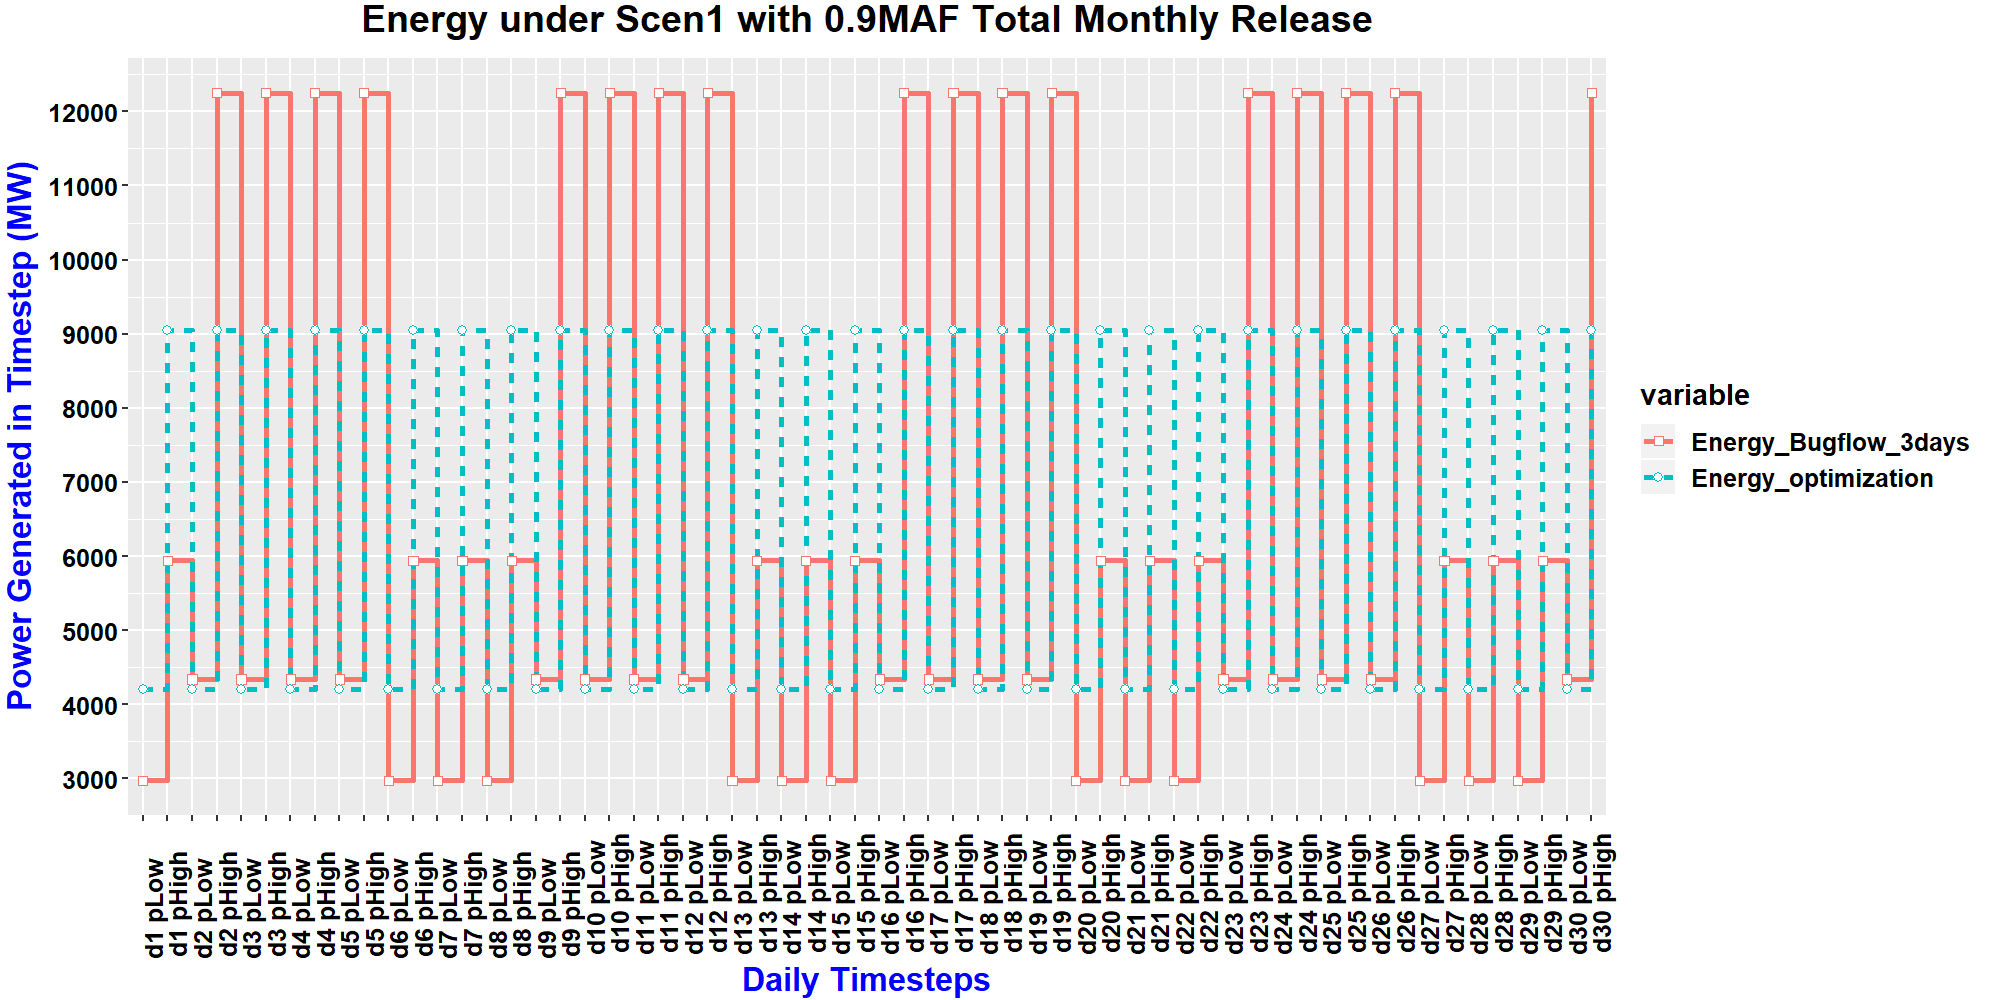 Energy under Scen1 with 0.9MAF Total Monthly Release
Power Generated in Timestep (MW)
12000
11000
10000
9000
8000
7000
6000
5000
4000
3000
d1 pLow
d1 pHigh
d2 pLow
d2 pHigh
d3 pLow
d3 pHigh
d4 pLow
d4 pHigh
d5 pLow
d5 pHigh
d6 pLow
d6 pHigh
d7 pLow
d7 pHigh
d8 pLow
d8 pHigh
d9 pLow
d9 pHigh
d10 pLow
d10 pHigh
d11 pLow
d11 pHigh
d12 pLow
d12 pHigh
d13 pLow
d13 pHigh
d14 pLow
d14 pHigh
d15 pLow
d15 pHigh
d16 pLow
d16 pHigh
d17 pLow
d17 pHigh
d18 pLow
d18 pHigh
d19 pLow
d19 pHigh
d20 pLow
d20 pHigh
d21 pLow
d21 pHigh
d22 pLow
d22 pHigh
d23 pLow
d23 pHigh
d24 pLow
d24 pHigh
d25 pLow
d25 pHigh
d26 pLow
d26 pHigh
d27 pLow
d27 pHigh
d28 pLow
d28 pHigh
d29 pLow
d29 pHigh
d30 pLow
d30 pHigh
Daily Timesteps
variable
Energy_Bugflow_3days
Energy_optimization